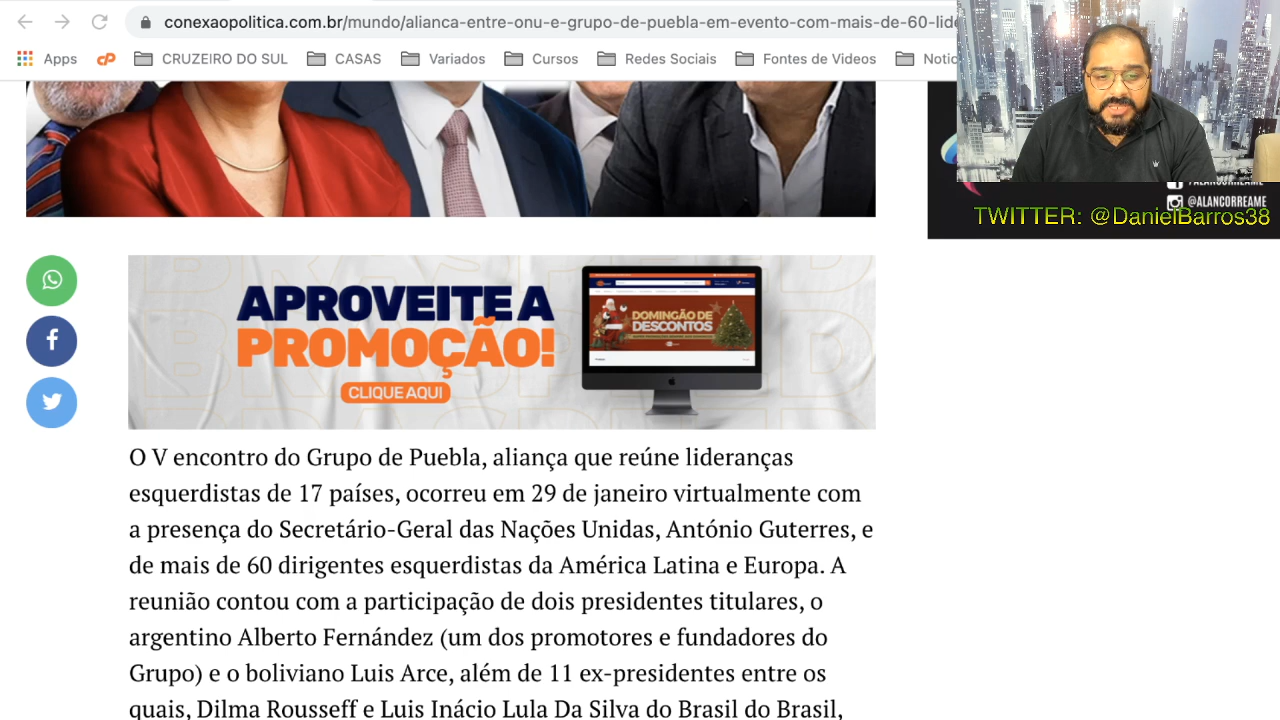 conexaopolitica.com.br/mundo/alianca-entre-onu-e-grupo-de-puebla-em-evento-com-mais-de-60-lide
Apps
CRUZEIRO DO SUL
CASAS
Variados
Cursos
Redes Sociais
Fontes de Videos
Notic
@ALANCORREAME
TWITTER: @DanielBarros38
APROVEITE A
PROMOÇÃO!
CLIQUE AQUI
DOMINGÃO DE
DESCONTOS
O V encontro do Grupo de Puebla, aliança que reúne lideranças
esquerdistas de 17 países, ocorreu em 29 de janeiro virtualmente com
a presença do Secretário-Geral das Nações Unidas, António Guterres, e
de mais de 60 dirigentes esquerdistas da América Latina e Europa. A
reunião contou com a participação de dois presidentes titulares, o
argentino Alberto Fernández (um dos promotores e fundadores do
Grupo) e o boliviano Luis Arce, além de 11 ex-presidentes entre os
quais, Dilma Rousseff e Luis Inácio Lula Da Silva do Brasil do Brasil,